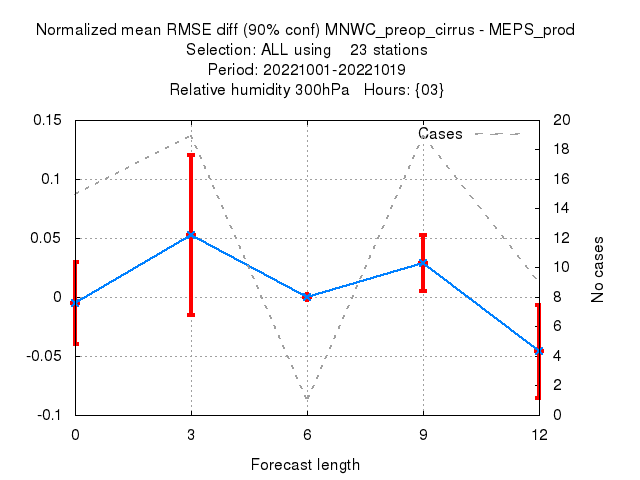 Normalized mean RMSE diff (90% conf) MNWC_preop_cirrus - MEPS_prod
Selection: ALL using    23 stations
Period: 20221001-20221019
Relative humidity 300hPa   Hours: {03}
0.15
0.1
0.05
0
-0.05
-0.1
Cases
20
18
16
14
12
10
8
6
4
2
0
No cases
0 3 6 9 12
Forecast length